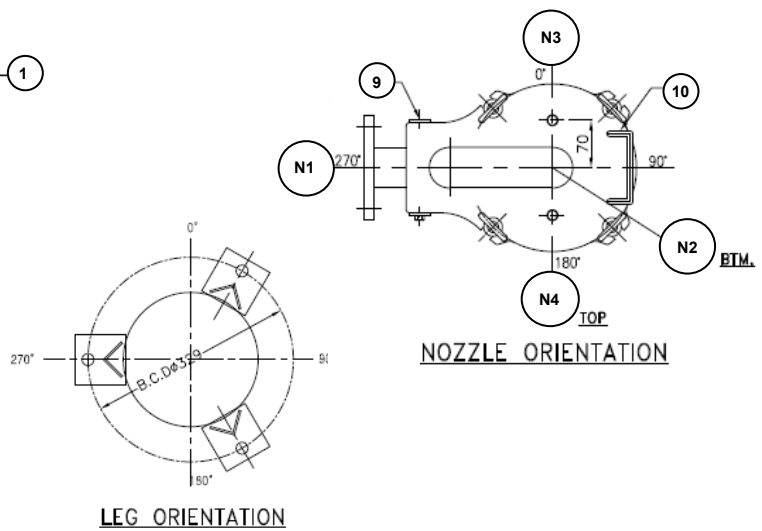 1
N3
9
0°
10
70
N1
270°
90°
N2
BTM.
180°
N4
TOP
NOZZLE ORIENTATION
0°
270°
B.C.DØ329
180°
LEG ORIENTATION